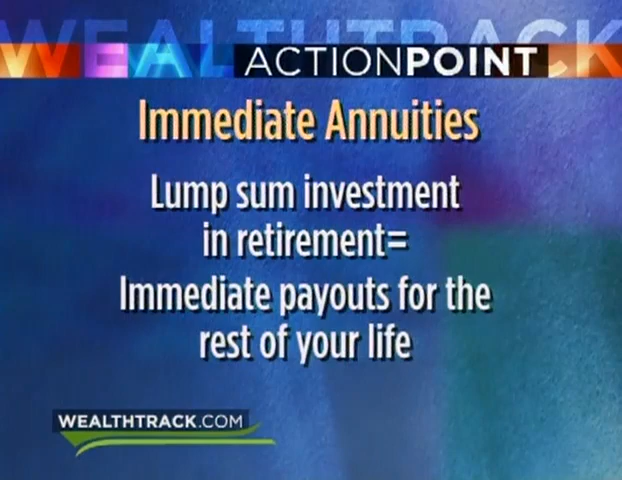 WEALTHTRACK
ACTIONPOINT
Immediate Annuities
Lump sum investment
in retirement=
Immediate payouts for the
rest of your life
WEALTHTRACK.COM